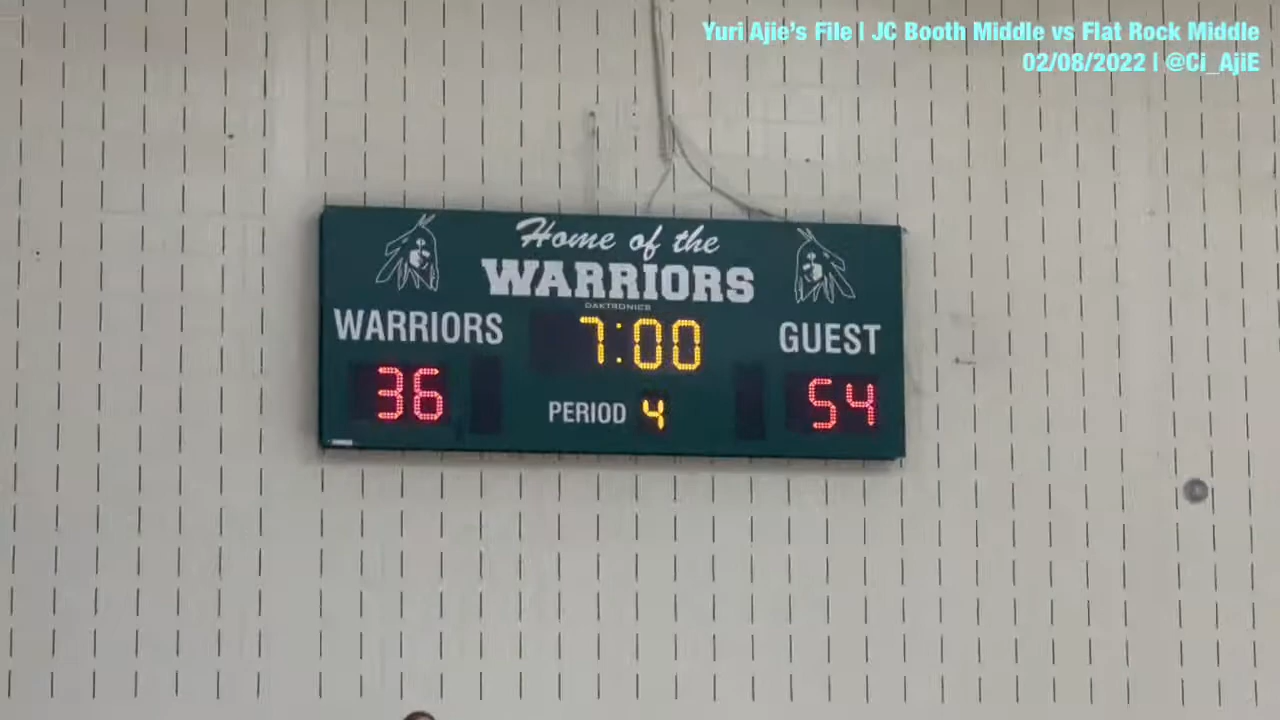 Yuri Ajie’s File | JC Booth Middle vs Flat Rock Middle
02/08/2022 | @Ci_AjiE
Home of the
WARRIORS
DAKTRONICS
WARRIORS 7:00 GUEST
36 PERIOD 4 54